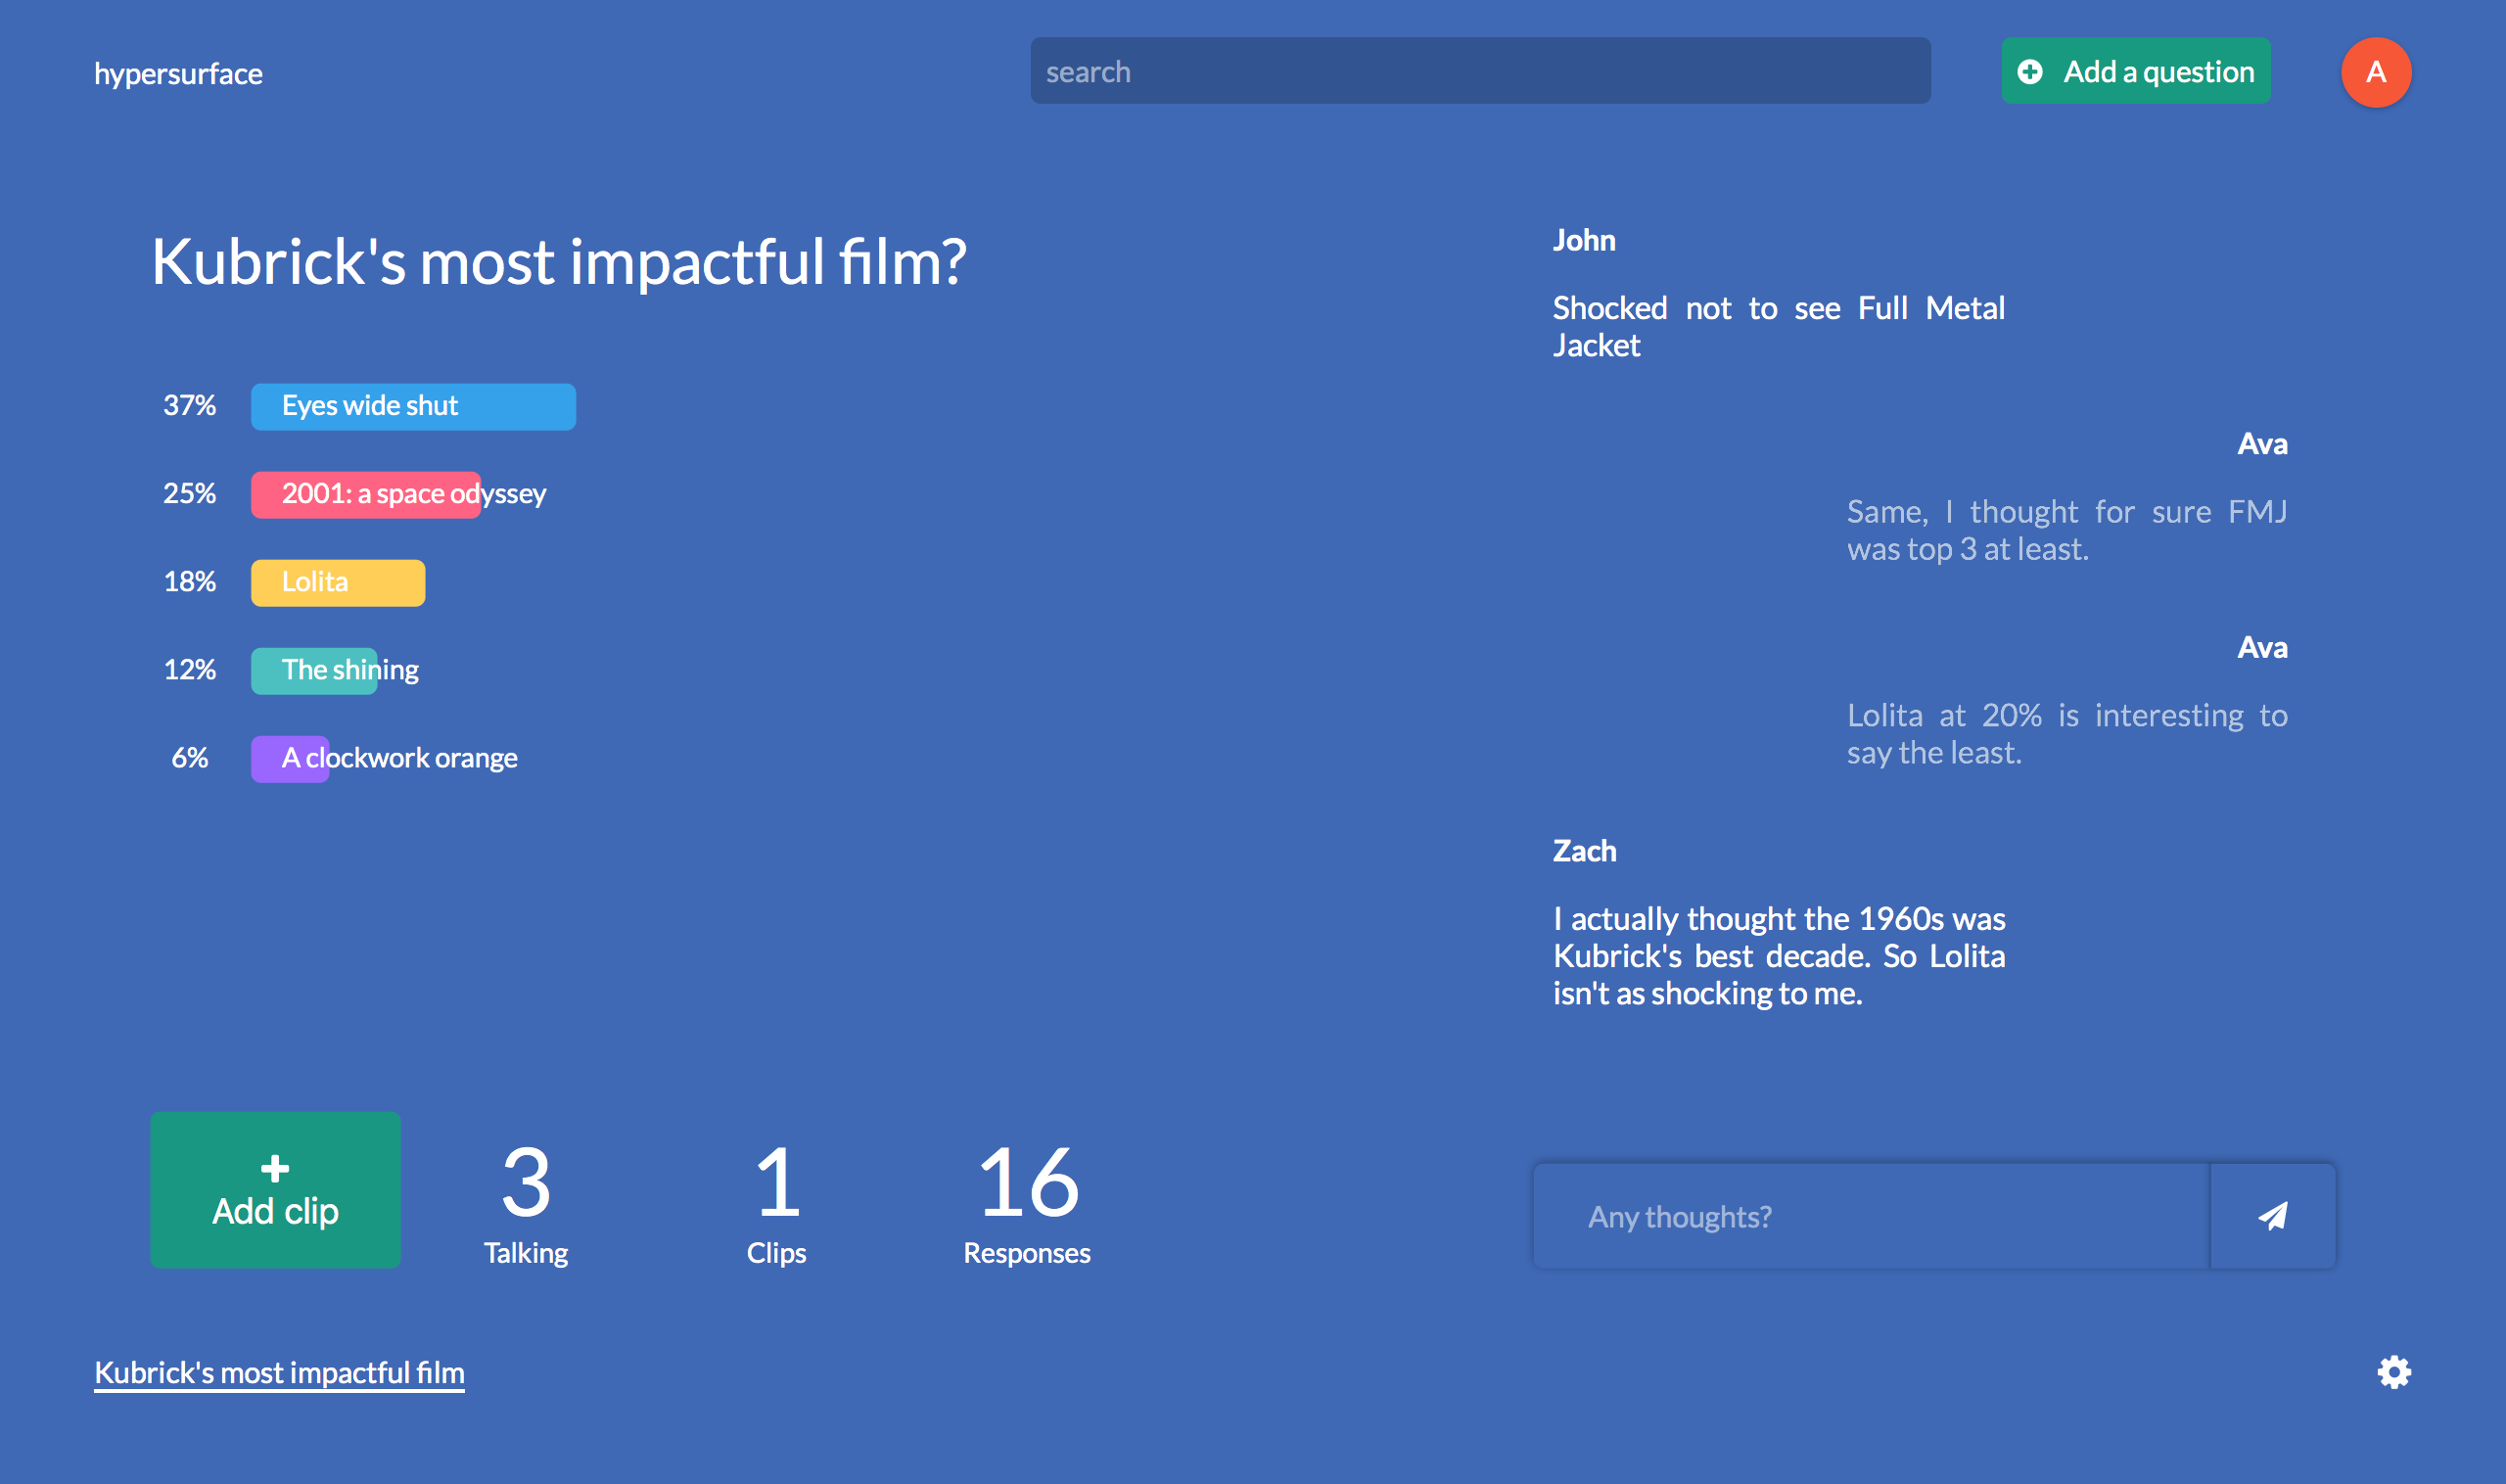 hypersurface
search
Add a question
A
Kubrick's most impactful film?
37% Eyes wide shut
25% 2001: a space odyssey
18% Lolita
12% The shining
6% A clockwork orange
John
Shocked not to see Full Metal
Jacket
Ava
Same, I thought for sure FMJ
was top 3 at least.
Ava
Lolita at 20% is interesting to
say the least.
Zach
I actually thought the 1960s was
Kubrick's best decade. So Lolita
isn't as shocking to me.
Add clip
3
Talking
1
Clips
16
Responses
Any thoughts?
Kubrick's most impactful film